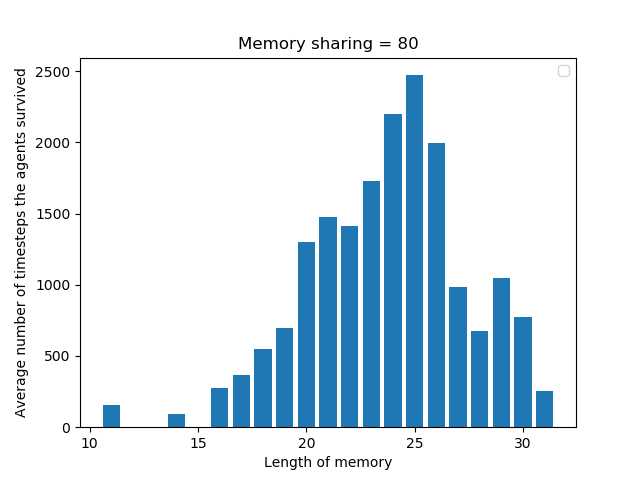 Memory sharing = 80
Average number of timesteps the agents survived
2500
2000
1500
1000
500
0
10 15 20 25 30
Length of memory